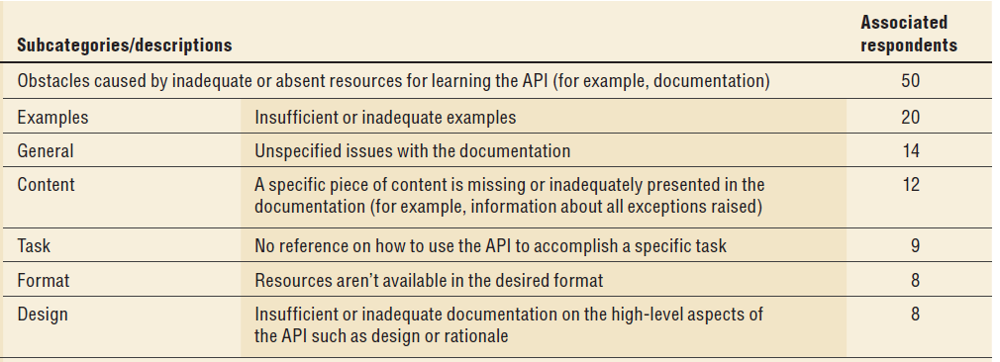 Associated
Subcategories/descriptions respondents
Obstacles caused by inadequate or absent resources for learning the API (for example, documentation) 50
Examples Insufficient or inadequate examples 20
General Unspecified issues with the documentation 14
Content A specific piece of content is missing or inadequately presented in the 12
documentation (for example, information about all exceptions raised)
Task No reference on how to use the API to accomplish a specific task 9
Format Resources aren’t available in the desired format 8
Design Insufficient or inadequate documentation on the high-level aspects of 8
the API such as design or rationale